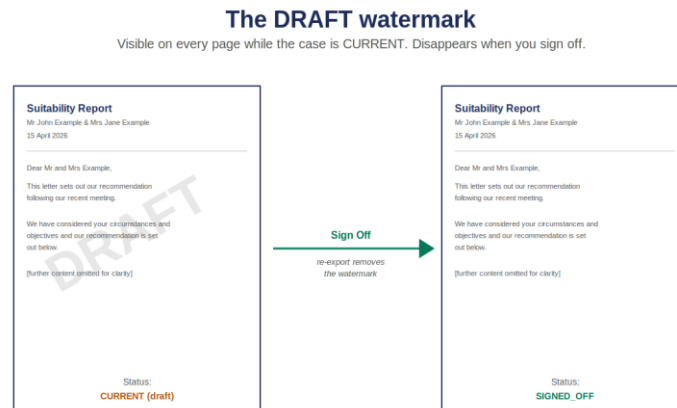 The DRAFT watermark
Visible on every page while the case is CURRENT. Disappears when you sign off.
Suitability Report
Mr John Example & Mrs Jane Example
15 April 2026
Dear Mr and Mrs Example,
This letter sets out our recommendation
following our recent meeting.
We have considered your circumstances and
objectives and our recommendation is set
out below.
[further content omitted for clarity]
DRAFT
Status:
CURRENT (draft)
Sign Off
re-export removes
the watermark
Suitability Report
Mr John Example & Mrs Jane Example
15 April 2026
Dear Mr and Mrs Example,
This letter sets out our recommendation
following our recent meeting.
We have considered your circumstances and
objectives and our recommendation is set
out below.
[further content omitted for clarity]
Status:
SIGNED_OFF